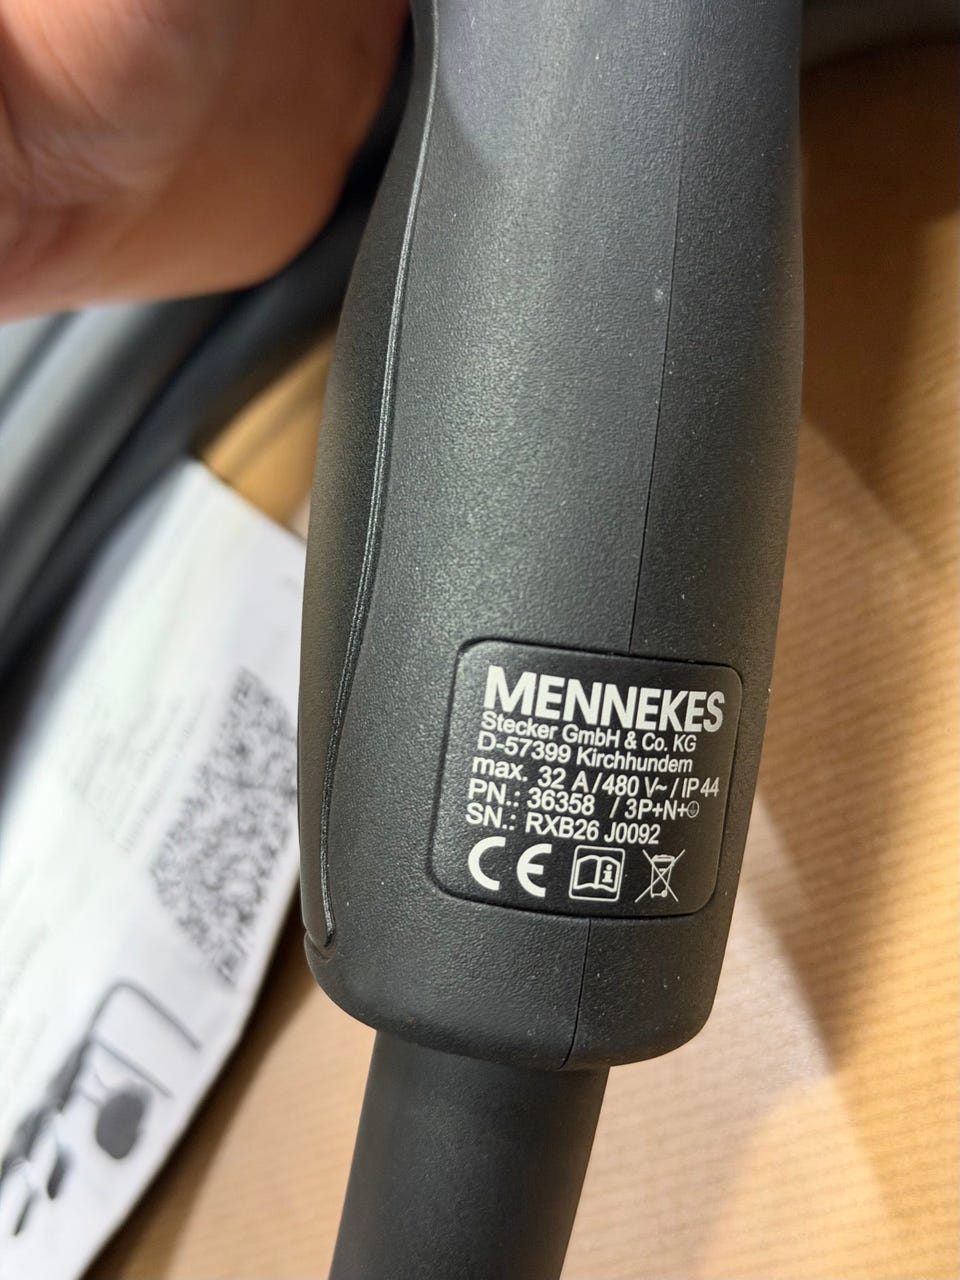 MENNEKES
Stecker GmbH & Co. KG
D-57399 Kirchhundem
max. 32 A/480 V~ / IP 44
PN.: 36358 / 3P+N+⏚
SN.: RXB26 J0092
CE